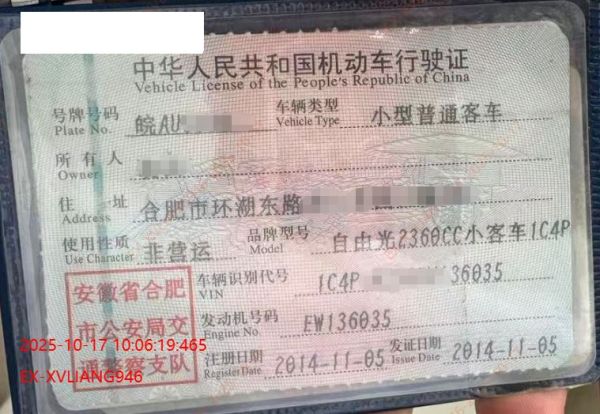 中华人民共和国机动车行驶证
Vehicle License of the People's Republic of China
号牌号码 皖AU 车辆类型 小型普通客车
Plate No. Vehicle Type
所有人
Owner
住址 合肥市环湖东路
Address
使用性质 非营运 品牌型号 自由光2360CC小客车1C4P
Use Character Model
车辆识别代号 1C4P 36035
VIN
发动机号码 EW136035
Engine No.
注册日期 2014-11-05 发证日期 2014-11-05
Register Date Issue Date
安徽省合肥
市公安局交
通警察支队
2025-10-17 10:06:19:465
EX-XVLIANG946